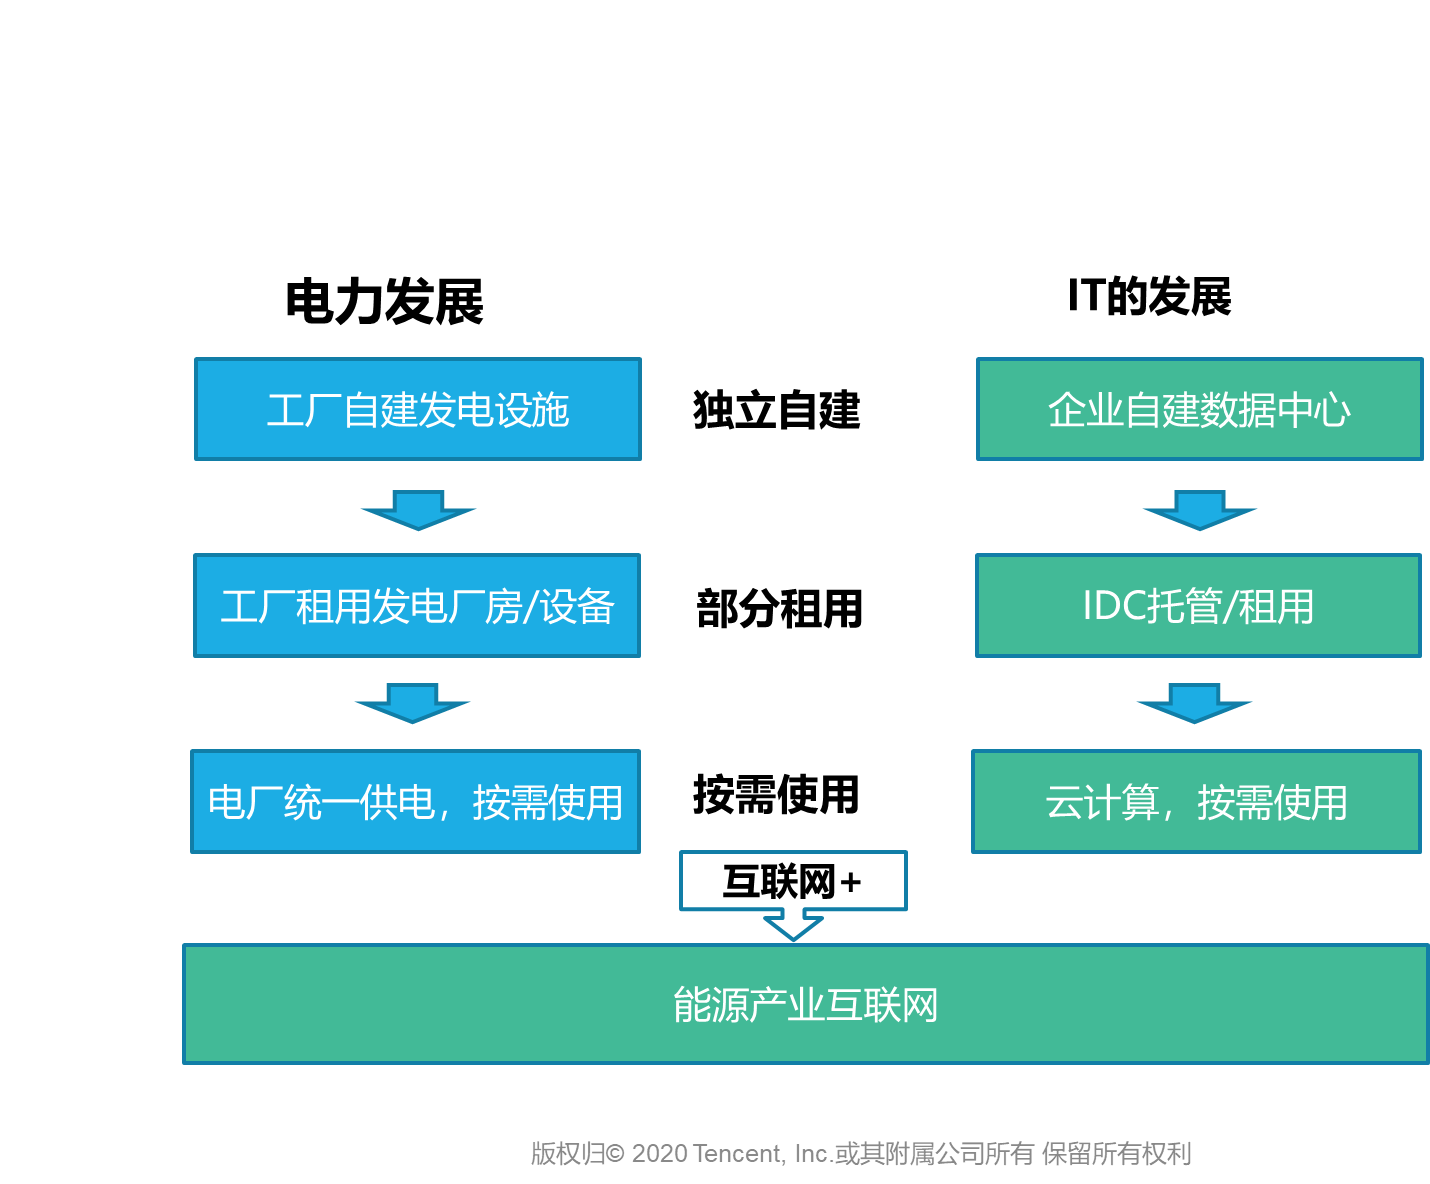 电力发展
IT的发展
工厂自建发电设施
独立自建
企业自建数据中心
工厂租用发电厂房/设备
部分租用
IDC托管/租用
电厂统一供电，按需使用
按需使用
云计算，按需使用
互联网+
能源产业互联网
版权归© 2020 Tencent, Inc.或其附属公司所有 保留所有权利